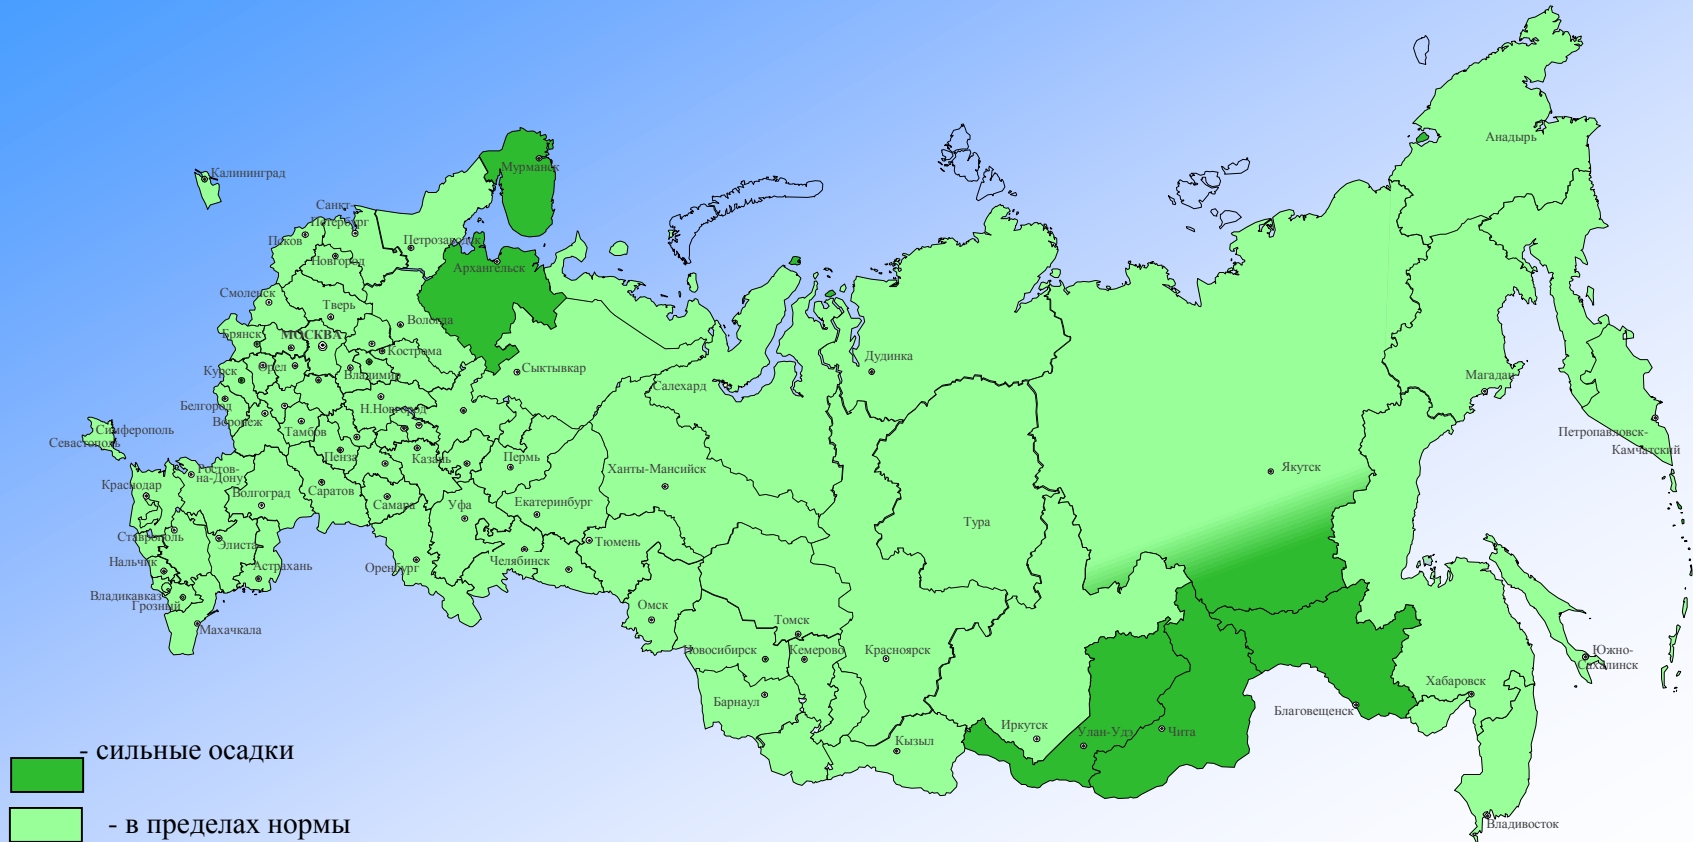 Анадырь
Мурманск
Калининград
Санкт-
Петербург
Псков
Петрозаводск
Новгород
Архангельск
Смоленск
Тверь
Вологда
Брянск
МОСКВА
Кострома
Дудинка
Курск
Орел
Владимир
Сыктывкар
Салехард
Магадан
Белгород
Н.Новгород
Воронеж
Тамбов
Симферополь
Севастополь
Петропавловск-
Камчатский
Пенза
Казань
Пермь
Ханты-Мансийск
Якутск
Ростов-
на-Дону
Краснодар
Волгоград
Саратов
Самара
Уфа
Екатеринбург
Тура
Ставрополь
Элиста
Тюмень
Нальчик
Астрахань
Оренбург
Челябинск
Владикавказ
Грозный
Махачкала
Омск
Томск
Новосибирск
Кемерово
Красноярск
Южно-
Сахалинск
Хабаровск
Барнаул
Благовещенск
Иркутск
Улан-Удэ
Чита
Кызыл
- сильные осадки
- в пределах нормы
Владивосток